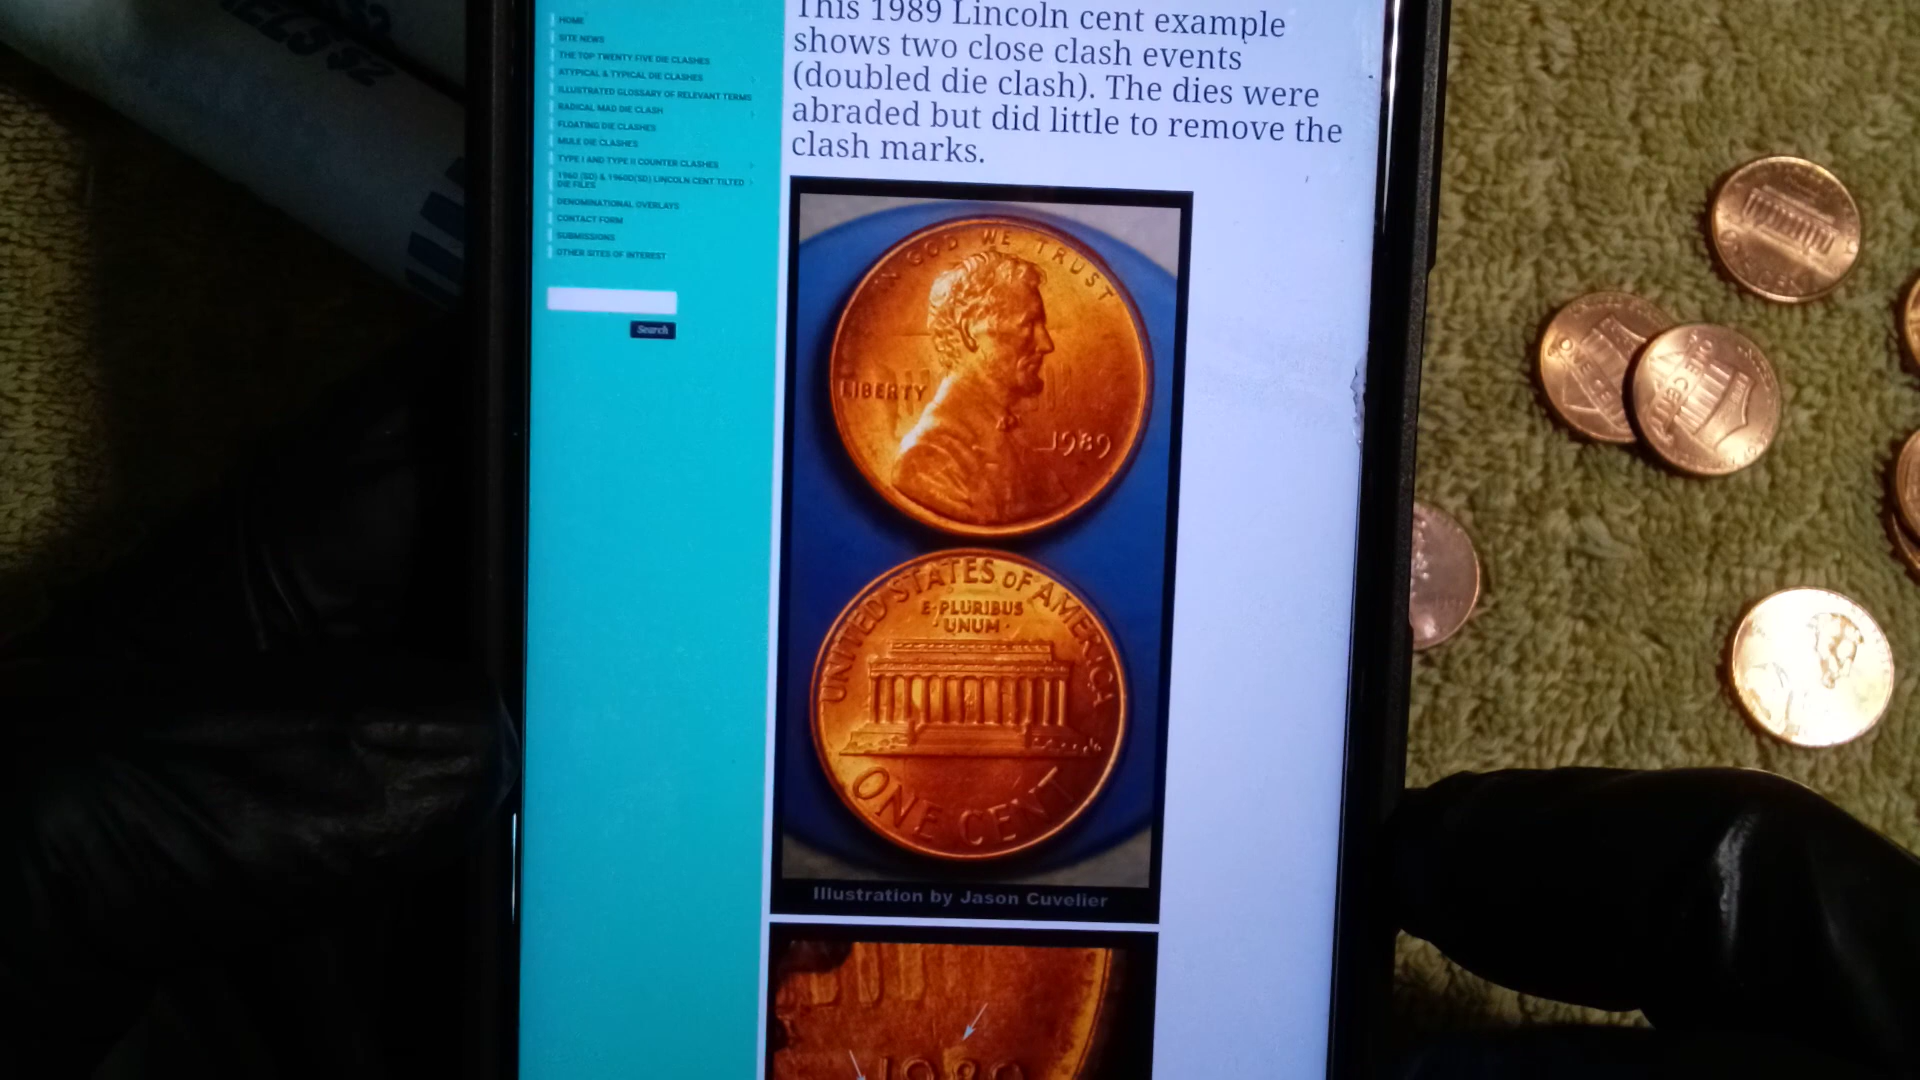 HOME
SITE NEWS
THE TOP TWENTY FIVE DIE CLASHES
ATYPICAL & TYPICAL DIE CLASHES
ILLUSTRATED GLOSSARY OF RELEVANT TERMS
RADICAL MAD DIE CLASH
FLOATING DIE CLASHES
MULE DIE CLASHES
TYPE I AND TYPE II COUNTER CLASHES
1960 (SD) & 1960D(SD) LINCOLN CENT TILTED
DIE FILES
DENOMINATIONAL OVERLAYS
CONTACT FORM
SUBMISSIONS
OTHER SITES OF INTEREST
Search
This 1989 Lincoln cent example
shows two close clash events
(doubled die clash). The dies were
abraded but did little to remove the
clash marks.
IN GOD WE TRUST
LIBERTY
1989
UNITED STATES OF AMERICA
E·PLURIBUS
·UNUM·
ONE CENT
Illustration by Jason Cuvelier
1989